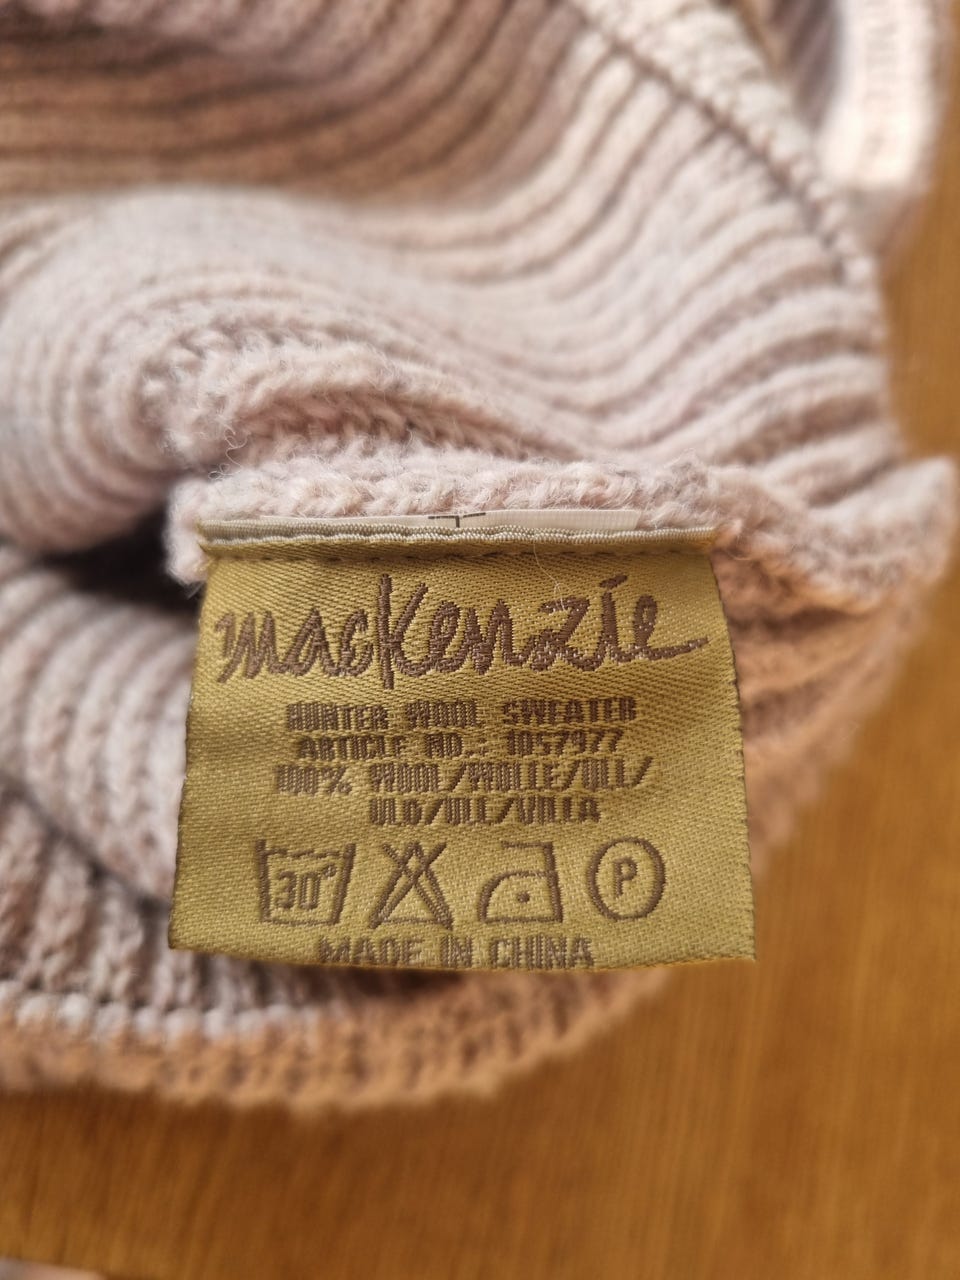 mackenzie
HUNTER WOOL SWEATER
ARTICLE NO.: 1057977
100% WOOL/WOLLE/ULL/
ULD/ULL/VILLA
30° P
MADE IN CHINA